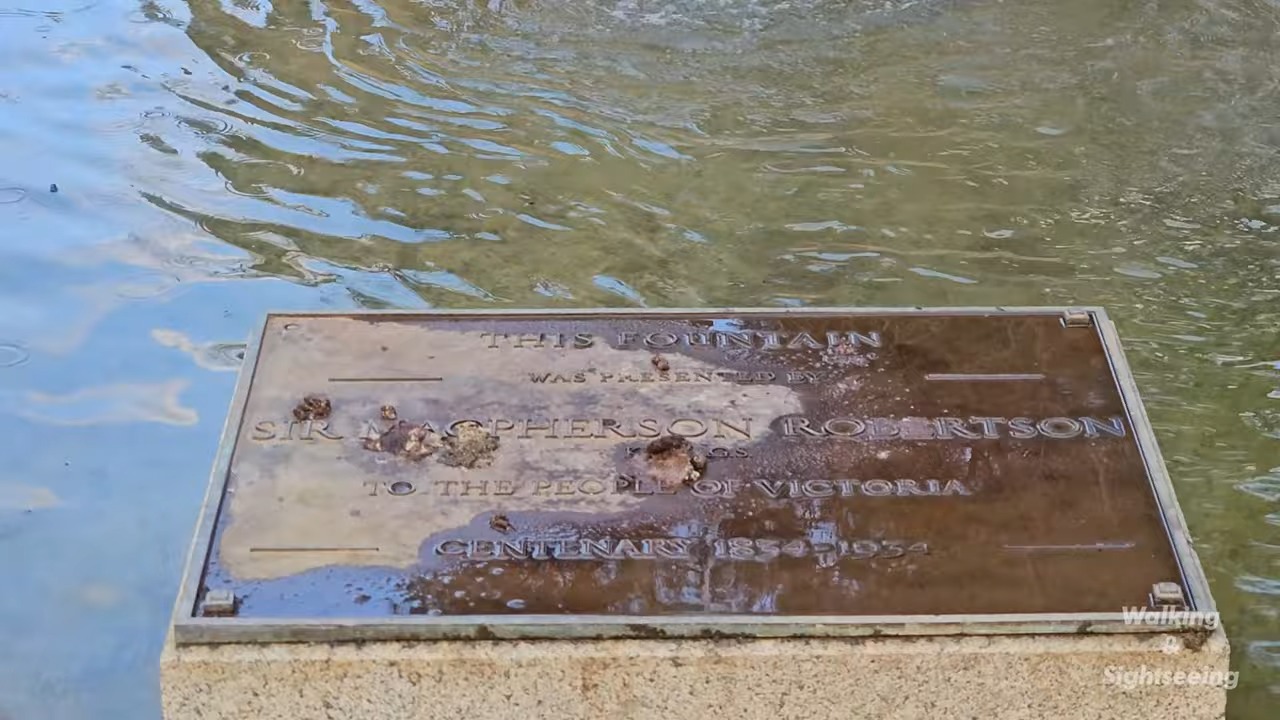 THIS FOUNTAIN
WAS PRESENTED BY
SIR MACPHERSON ROBERTSON
TO THE PEOPLE OF VICTORIA
CENTENARY 1834-1934
Walking
&
Sightseeing